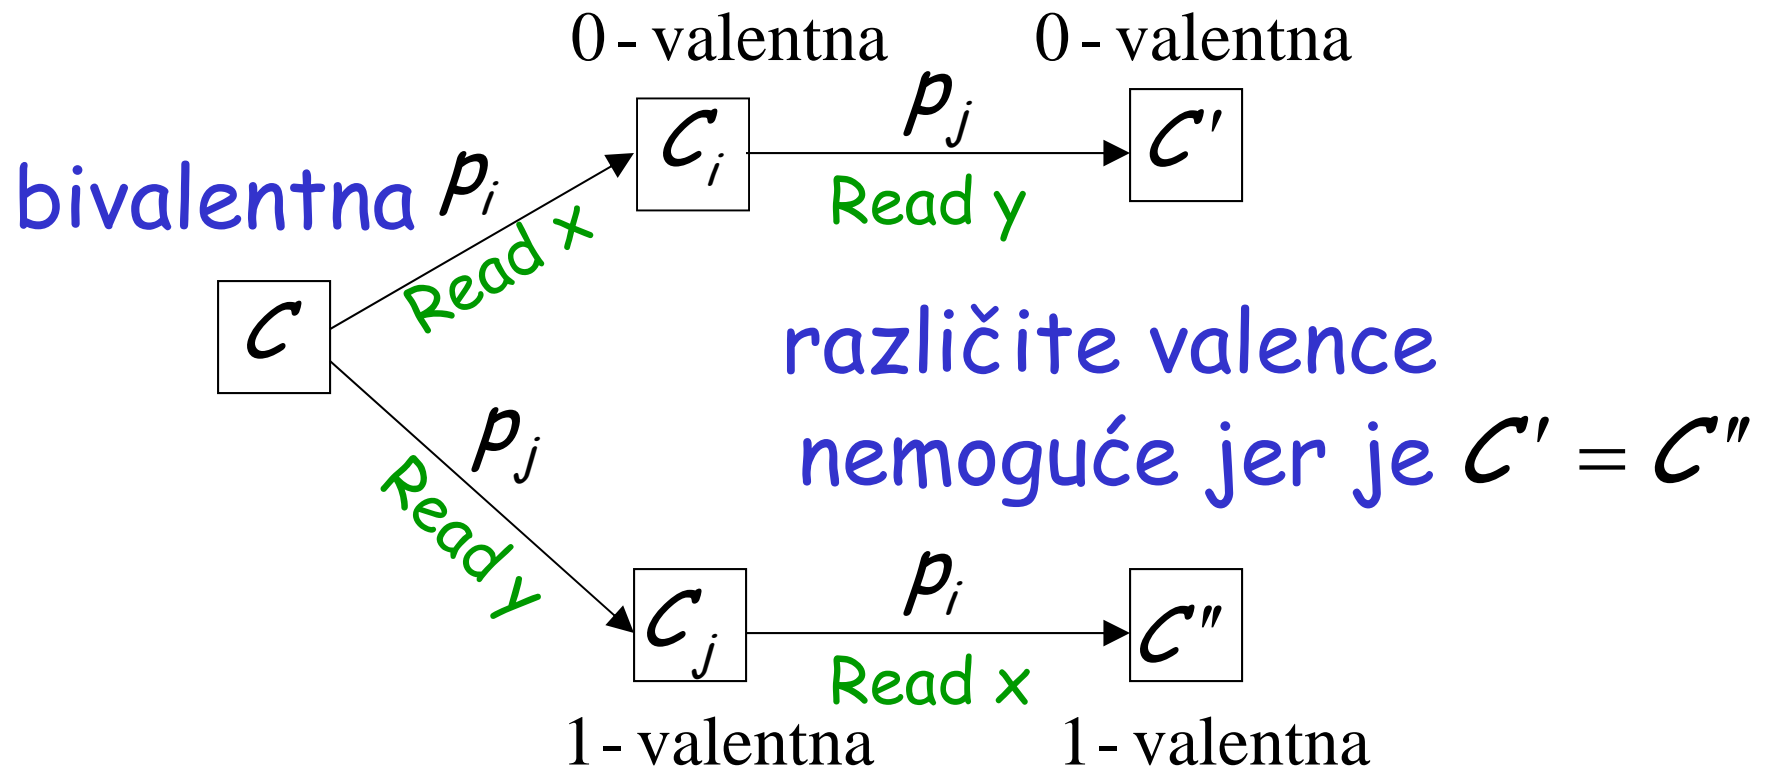 0 - valentna 0 - valentna
bivalentna p_i C_i p_j C'
Read x Read y
C
različite valence
nemoguće jer je C' = C"
p_j
Read y
C_j p_i C"
Read x
1 - valentna 1 - valentna